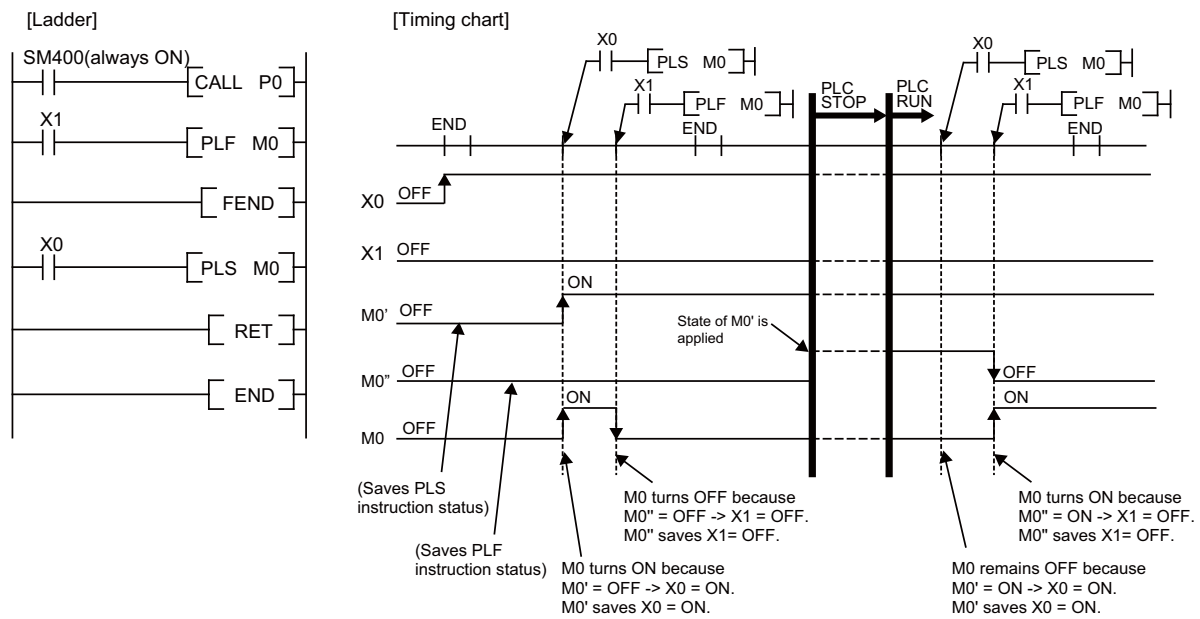 [Ladder]
SM400(always ON)
CALL P0
X1
PLF M0
FEND
X0
PLS M0
RET
END
[Timing chart]
X0
PLS M0
X1
PLF M0
END
END
PLC
STOP
PLC
RUN
X0
PLS M0
X1
PLF M0
END
X0 OFF
X1 OFF
ON
M0' OFF
State of M0' is
applied
M0" OFF
OFF
ON
ON
M0 OFF
(Saves PLS
instruction status)
(Saves PLF
instruction status)
M0 turns ON because
M0' = OFF -> X0 = ON.
M0' saves X0 = ON.
M0 turns OFF because
M0" = OFF -> X1 = OFF.
M0" saves X1= OFF.
M0 turns ON because
M0" = ON -> X1 = OFF.
M0" saves X1= OFF.
M0 remains OFF because
M0' = ON -> X0 = ON.
M0' saves X0 = ON.